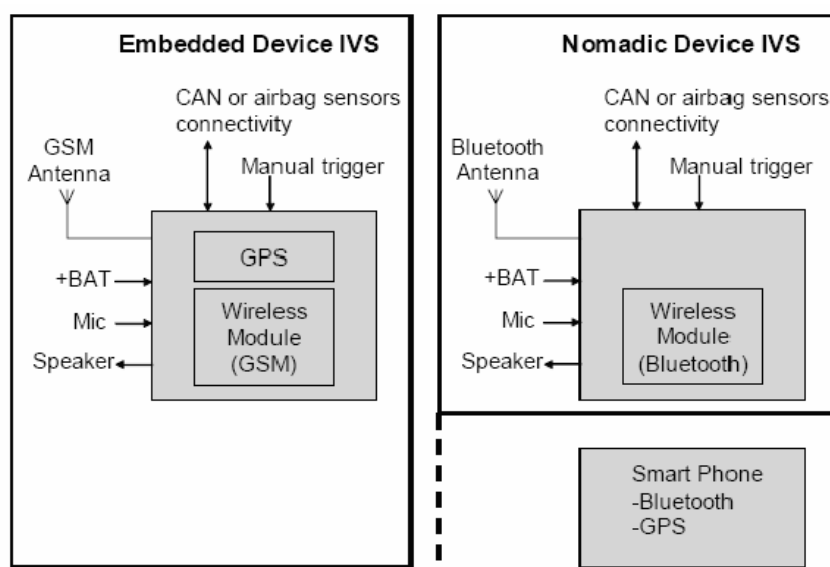 Embedded Device IVS
CAN or airbag sensors
connectivity
GSM
Antenna
Manual trigger
GPS
+BAT
Mic
Speaker
Wireless
Module
(GSM)
Nomadic Device IVS
CAN or airbag sensors
connectivity
Bluetooth
Antenna
Manual trigger
+BAT
Mic
Speaker
Wireless
Module
(Bluetooth)
Smart Phone
-Bluetooth
-GPS